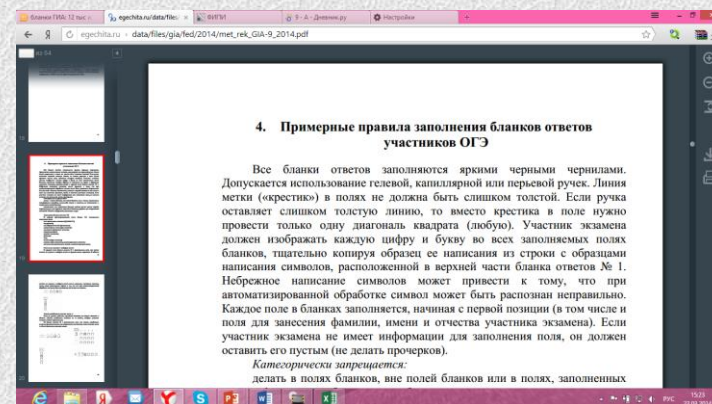 бланки ГИА: 12 тыс
egechita.ru/data/files
ФИПИ
9 - А - Дневник.ру
Настройки
egechita.ru › data/files/gia/fed/2014/met_rek_GIA-9_2014.pdf
из 64
4. Примерные правила заполнения бланков ответов
участников ОГЭ
Все бланки ответов заполняются яркими черными чернилами.
Допускается использование гелевой, капиллярной или перьевой ручек. Линия
метки («крестик») в полях не должна быть слишком толстой. Если ручка
оставляет слишком толстую линию, то вместо крестика в поле нужно
провести только одну диагональ квадрата (любую). Участник экзамена
должен изображать каждую цифру и букву во всех заполняемых полях
бланков, тщательно копируя образец ее написания из строки с образцами
написания символов, расположенной в верхней части бланка ответов № 1.
Небрежное написание символов может привести к тому, что при
автоматизированной обработке символ может быть распознан неправильно.
Каждое поле в бланках заполняется, начиная с первой позиции (в том числе и
поля для занесения фамилии, имени и отчества участника экзамена). Если
участник экзамена не имеет информации для заполнения поля, он должен
оставить его пустым (не делать прочерков).
Категорически запрещается:
делать в полях бланков, вне полей бланков или в полях, заполненных
РУС
15:23